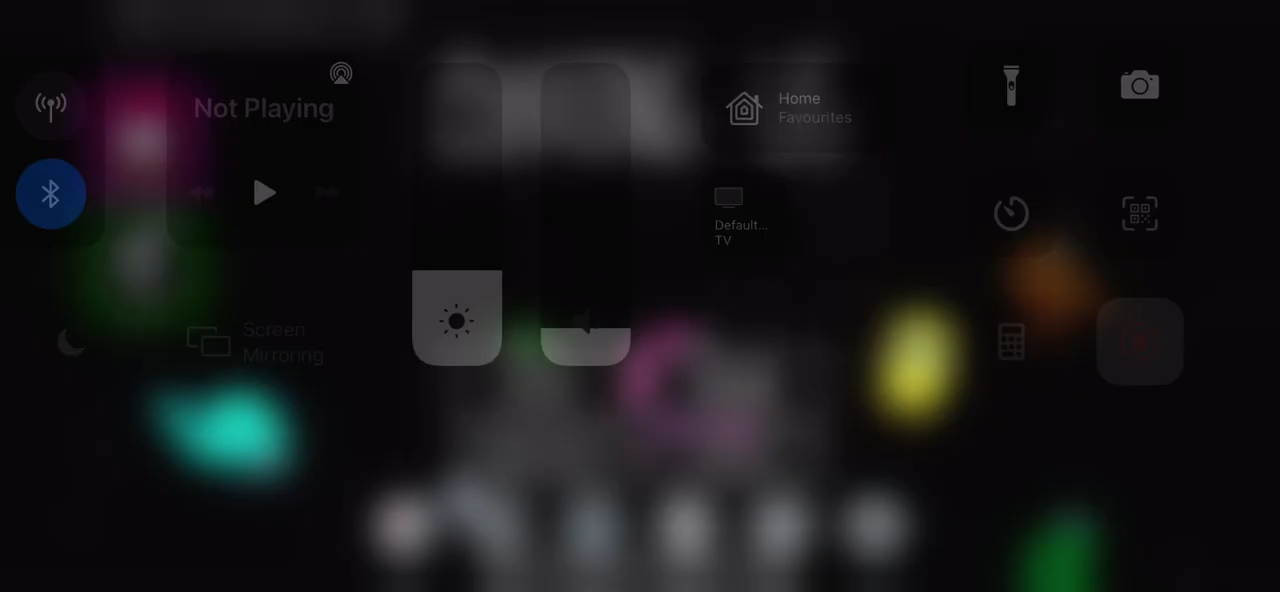 Not Playing
Home
Favourites
Default...
TV
Screen
Mirroring